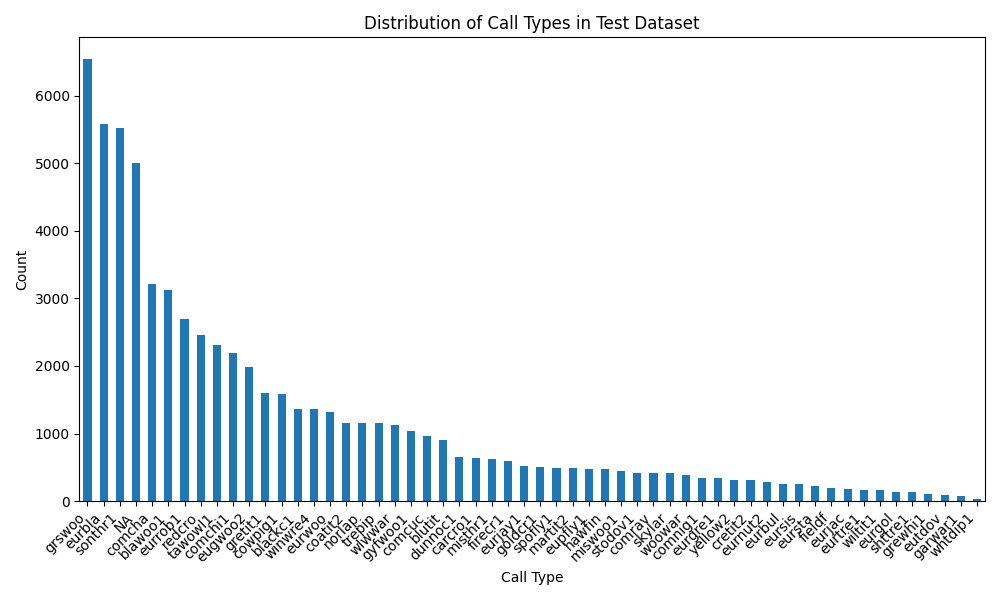 Distribution of Call Types in Test Dataset
Count
6000
5000
4000
3000
2000
1000
0
grswoo
eurbla
sonthr1
NA
comcha
blawoo1
eurrob1
redcro
tawowl1
comchi1
eugwoo2
gretit1
cowpig1
blackc1
winwre4
eurwoo
coatit2
norlap
trepip
wlwwar
gyfwoo1
comcuc
blutit
dunnoc1
carcro1
misthr1
firecr1
eurjay1
goldcr1
spofly1
martit2
eupfly1
hawfin
miswoo1
stodov1
comray
skylar
woowar
commig1
eurgre1
yellow2
cretit2
eurnut2
eurbul
eursis
eursta
fieldf
eurjac
eurtre1
wiltit1
eurgol
shttre1
grewhi1
eutdov
garwar1
whtdip1
Call Type